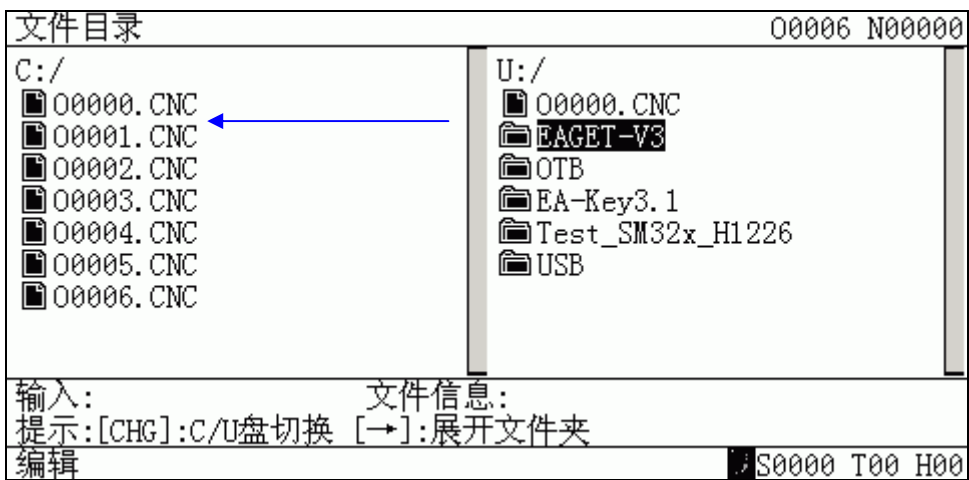 文件目录 O0006 N00000
C:/
O0000.CNC
O0001.CNC
O0002.CNC
O0003.CNC
O0004.CNC
O0005.CNC
O0006.CNC
U:/
O0000.CNC
EAGET-V3
OTB
EA-Key3.1
Test_SM32x_H1226
USB
输入: 文件信息:
提示:[CHG]:C/U盘切换 [→]:展开文件夹
编辑 S0000 T00 H00